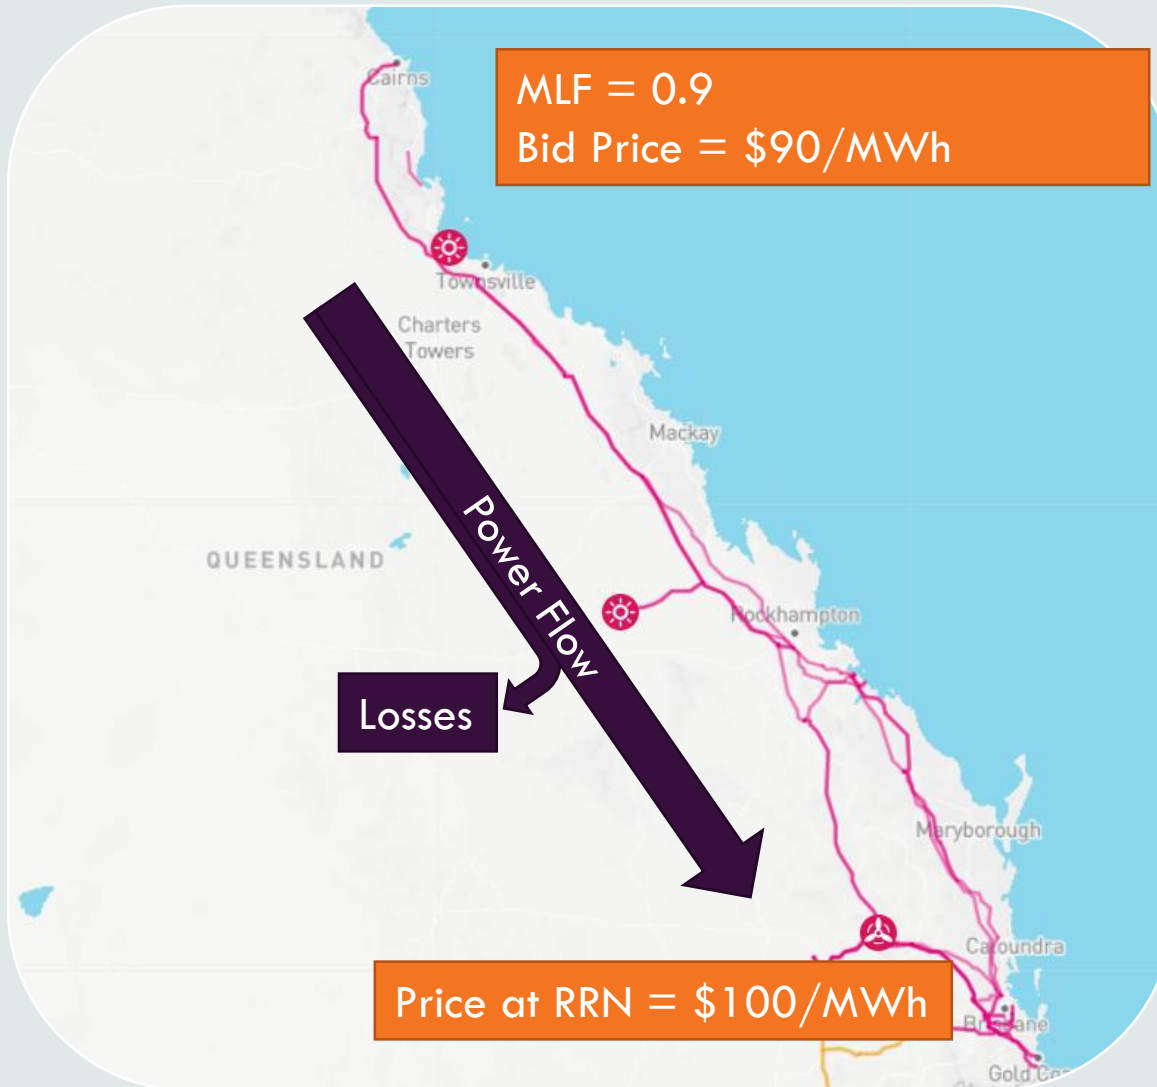 Cairns
MLF = 0.9
Bid Price = $90/MWh
Townsville
Charters
Towers
Mackay
Power Flow
QUEENSLAND
Rockhampton
Losses
Maryborough
Caloundra
Price at RRN = $100/MWh
Brisbane
Gold